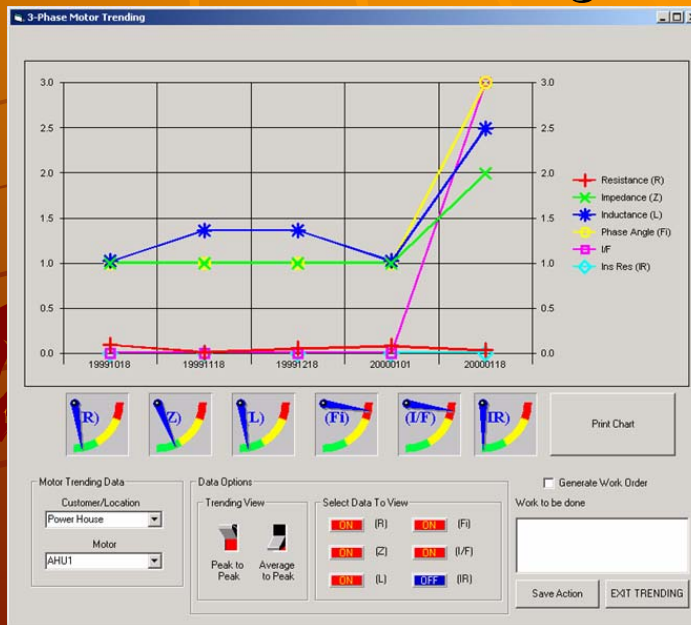 3-Phase Motor Trending
3.0 3.0
2.5 2.5
2.0 2.0
1.5 1.5
1.0 1.0
0.5 0.5
0.0 0.0
19991018 19991118 19991218 20000101 20000118
Resistance (R)
Impedance (Z)
Inductance (L)
Phase Angle (Fi)
I/F
Ins Res (IR)
(R) (Z) (L) (Fi) (I/F) (IR)
Print Chart
Motor Trending Data
Customer/Location
Power House
Motor
AHU1
Data Options
Trending View
Peak to Peak
Average to Peak
Select Data To View
ON (R) ON (Fi)
ON (Z) ON (I/F)
ON (L) OFF (IR)
Generate Work Order
Work to be done
Save Action EXIT TRENDING